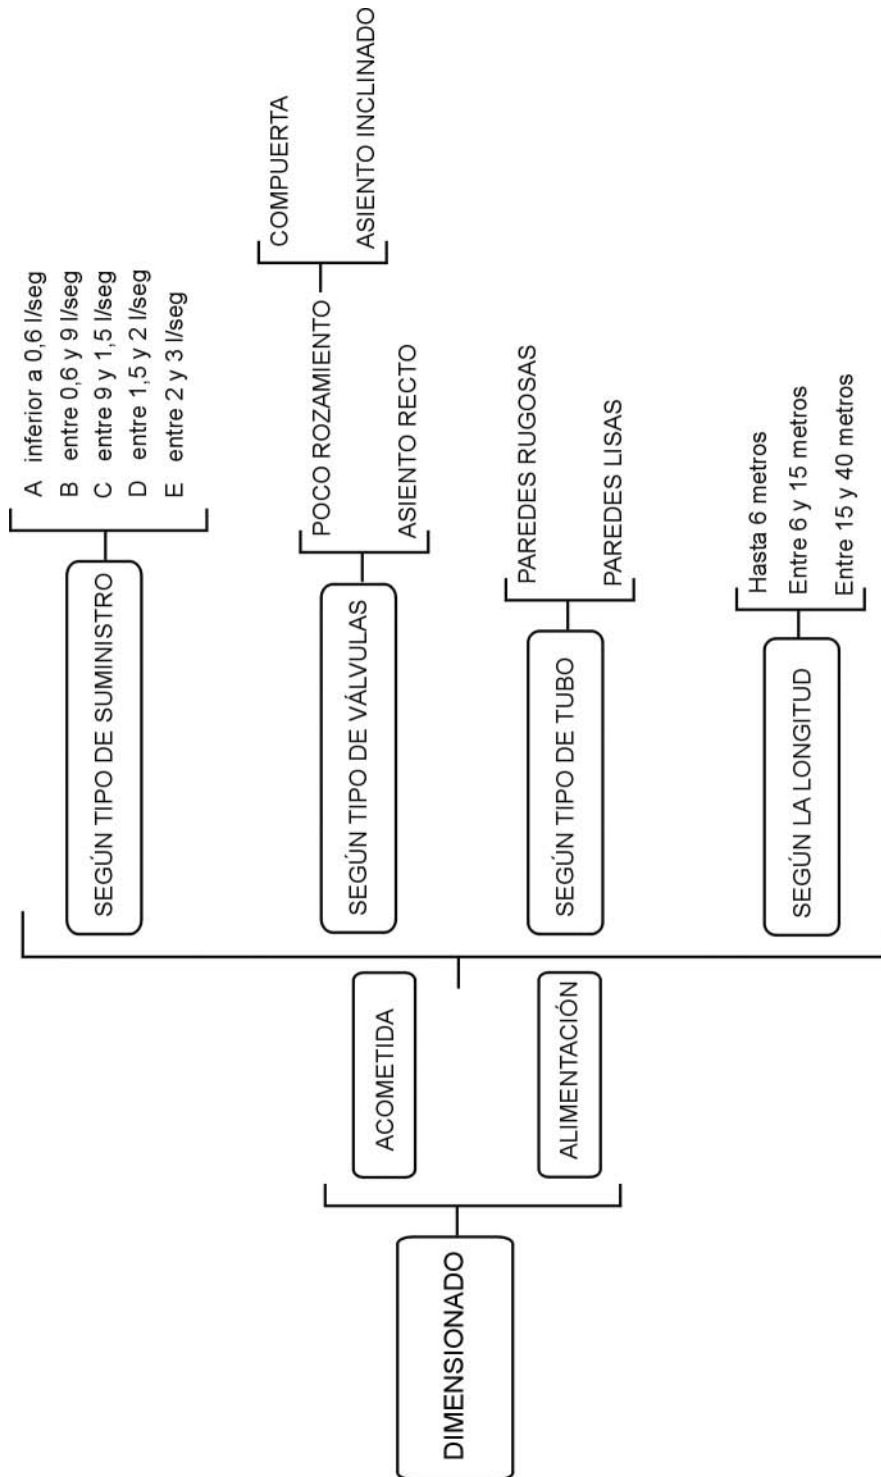 DIMENSIONADO
ACOMETIDA
ALIMENTACIÓN
SEGÚN TIPO DE SUMINISTRO
A inferior a 0,6 l/seg
B entre 0,6 y 9 l/seg
C entre 9 y 1,5 l/seg
D entre 1,5 y 2 l/seg
E entre 2 y 3 l/seg
SEGÚN TIPO DE VÁLVULAS
POCO ROZAMIENTO
COMPUERTA
ASIENTO INCLINADO
ASIENTO RECTO
SEGÚN TIPO DE TUBO
PAREDES RUGOSAS
PAREDES LISAS
SEGÚN LA LONGITUD
Hasta 6 metros
Entre 6 y 15 metros
Entre 15 y 40 metros